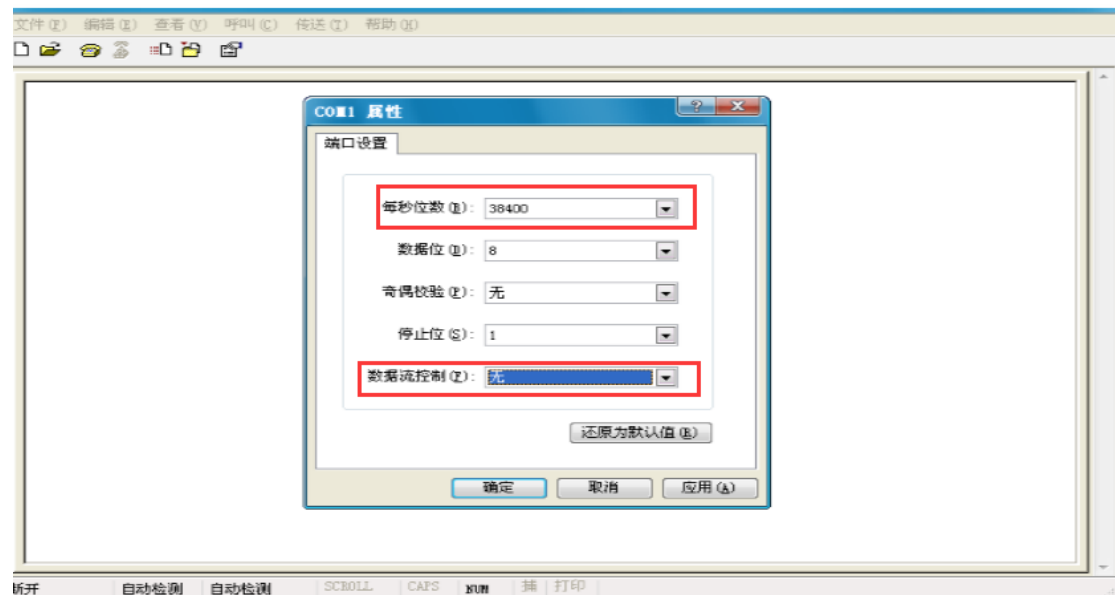 文件(F) 编辑(E) 查看(V) 呼叫(C) 传送(T) 帮助(H)
COM1 属性
端口设置
每秒位数(B): 38400
数据位(D): 8
奇偶校验(P): 无
停止位(S): 1
数据流控制(F): 无
还原为默认值(R)
确定 取消 应用(A)
断开 自动检测 自动检测 SCROLL CAPS NUM 捕 打印